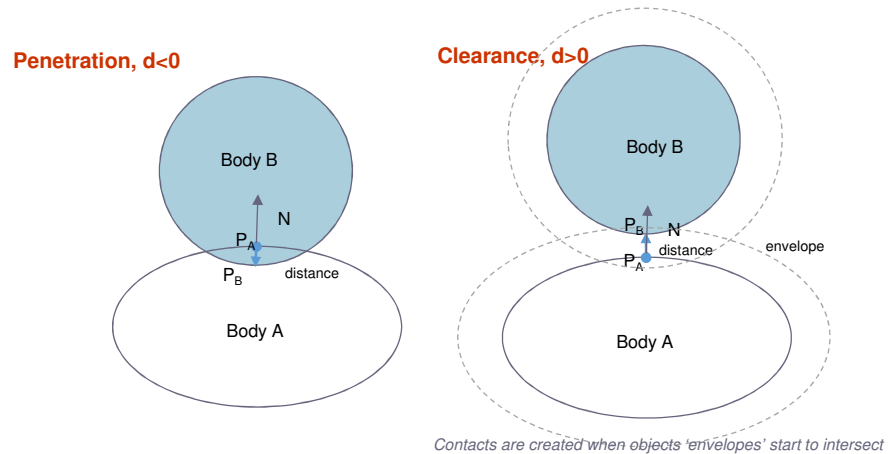 Penetration, d<0
Body B
N
PA
PB
distance
Body A
Clearance, d>0
Body B
PB
N
distance
envelope
PA
Body A
Contacts are created when objects 'envelopes' start to intersect